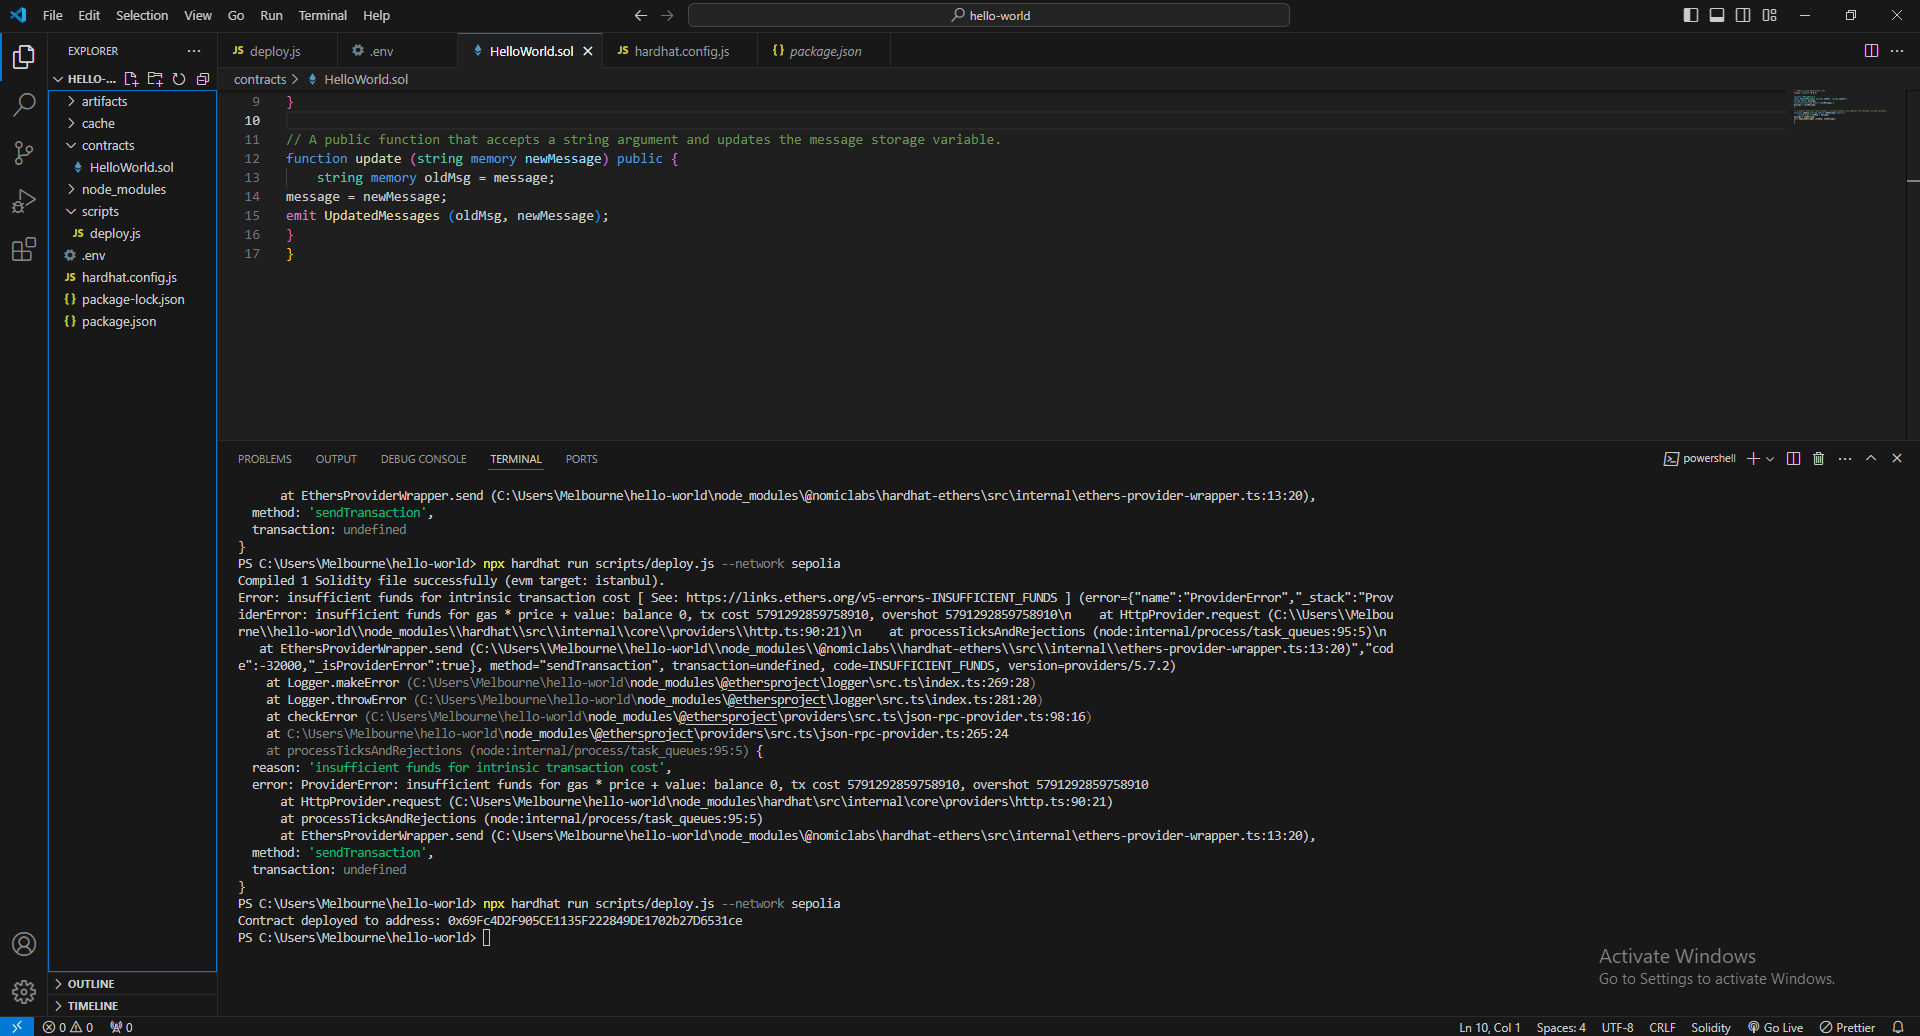 File Edit Selection View Go Run Terminal Help
hello-world
EXPLORER
HELLO-...
artifacts
cache
contracts
HelloWorld.sol
node_modules
scripts
JS deploy.js
.env
JS hardhat.config.js
{} package-lock.json
{} package.json
OUTLINE
TIMELINE
JS deploy.js
.env
HelloWorld.sol
JS hardhat.config.js
{} package.json
contracts > HelloWorld.sol
9 }
10
11 // A public function that accepts a string argument and updates the message storage variable.
12 function update (string memory newMessage) public {
13 string memory oldMsg = message;
14 message = newMessage;
15 emit UpdatedMessages (oldMsg, newMessage);
16 }
17 }
PROBLEMS OUTPUT DEBUG CONSOLE TERMINAL PORTS
powershell
at EthersProviderWrapper.send (C:\Users\Melbourne\hello-world\node_modules\@nomiclabs\hardhat-ethers\src\internal\ethers-provider-wrapper.ts:13:20),
method: 'sendTransaction',
transaction: undefined
}
PS C:\Users\Melbourne\hello-world> npx hardhat run scripts/deploy.js --network sepolia
Compiled 1 Solidity file successfully (evm target: istanbul).
Error: insufficient funds for intrinsic transaction cost [ See: https://links.ethers.org/v5-errors-INSUFFICIENT_FUNDS ] (error={"name":"ProviderError","_stack":"Prov
iderError: insufficient funds for gas * price + value: balance 0, tx cost 5791292859758910, overshot 5791292859758910\n    at HttpProvider.request (C:\\Users\\Melbou
rne\\hello-world\\node_modules\\hardhat\\src\\internal\\core\\providers\\http.ts:90:21)\n    at processTicksAndRejections (node:internal/process/task_queues:95:5)\n
at EthersProviderWrapper.send (C:\\Users\\Melbourne\\hello-world\\node_modules\\@nomiclabs\\hardhat-ethers\\src\\internal\\ethers-provider-wrapper.ts:13:20)","cod
e":-32000,"_isProviderError":true}, method="sendTransaction", transaction=undefined, code=INSUFFICIENT_FUNDS, version=providers/5.7.2)
at Logger.makeError (C:\Users\Melbourne\hello-world\node_modules\@ethersproject\logger\src.ts\index.ts:269:28)
at Logger.throwError (C:\Users\Melbourne\hello-world\node_modules\@ethersproject\logger\src.ts\index.ts:281:20)
at checkError (C:\Users\Melbourne\hello-world\node_modules\@ethersproject\providers\src.ts\json-rpc-provider.ts:98:16)
at C:\Users\Melbourne\hello-world\node_modules\@ethersproject\providers\src.ts\json-rpc-provider.ts:265:24
at processTicksAndRejections (node:internal/process/task_queues:95:5) {
reason: 'insufficient funds for intrinsic transaction cost',
error: ProviderError: insufficient funds for gas * price + value: balance 0, tx cost 5791292859758910, overshot 5791292859758910
at HttpProvider.request (C:\Users\Melbourne\hello-world\node_modules\hardhat\src\internal\core\providers\http.ts:90:21)
at processTicksAndRejections (node:internal/process/task_queues:95:5)
at EthersProviderWrapper.send (C:\Users\Melbourne\hello-world\node_modules\@nomiclabs\hardhat-ethers\src\internal\ethers-provider-wrapper.ts:13:20),
method: 'sendTransaction',
transaction: undefined
}
PS C:\Users\Melbourne\hello-world> npx hardhat run scripts/deploy.js --network sepolia
Contract deployed to address: 0x69Fc4D2F905CE1135F222849DE1702b27D6531ce
PS C:\Users\Melbourne\hello-world>
Activate Windows
Go to Settings to activate Windows.
0 0 0
Ln 10, Col 1 Spaces: 4 UTF-8 CRLF Solidity Go Live Prettier